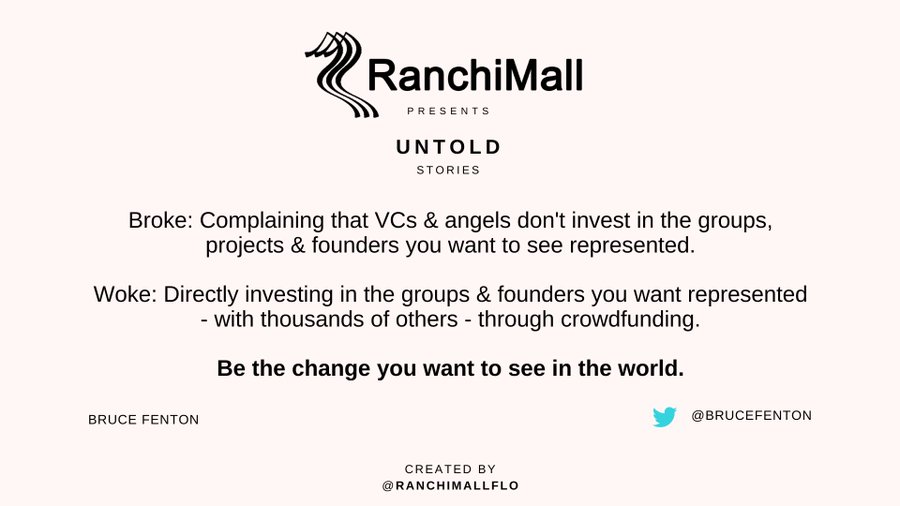 RanchiMall
PRESENTS
UNTOLD
STORIES
Broke: Complaining that VCs & angels don't invest in the groups,
projects & founders you want to see represented.
Woke: Directly investing in the groups & founders you want represented
- with thousands of others - through crowdfunding.
Be the change you want to see in the world.
BRUCE FENTON
@BRUCEFENTON
CREATED BY
@RANCHIMALLFLO